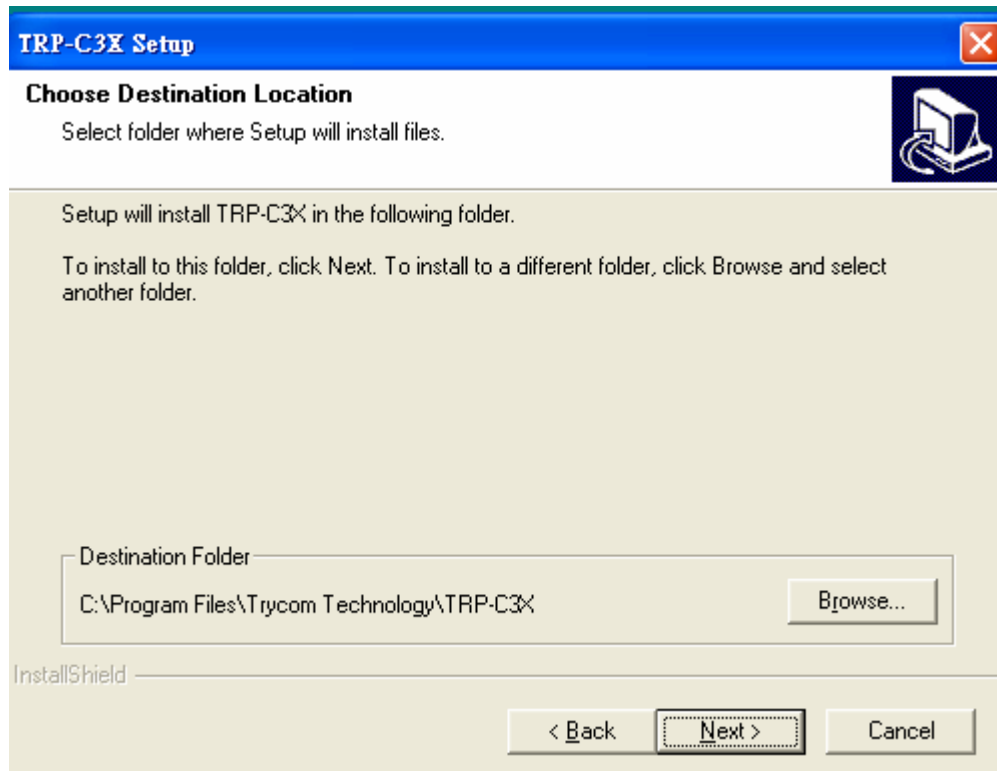 TRP-C3X Setup
Choose Destination Location
Select folder where Setup will install files.
Setup will install TRP-C3X in the following folder.
To install to this folder, click Next. To install to a different folder, click Browse and select
another folder.
Destination Folder
C:\Program Files\Trycom Technology\TRP-C3X
Browse...
InstallShield
< Back
Next >
Cancel